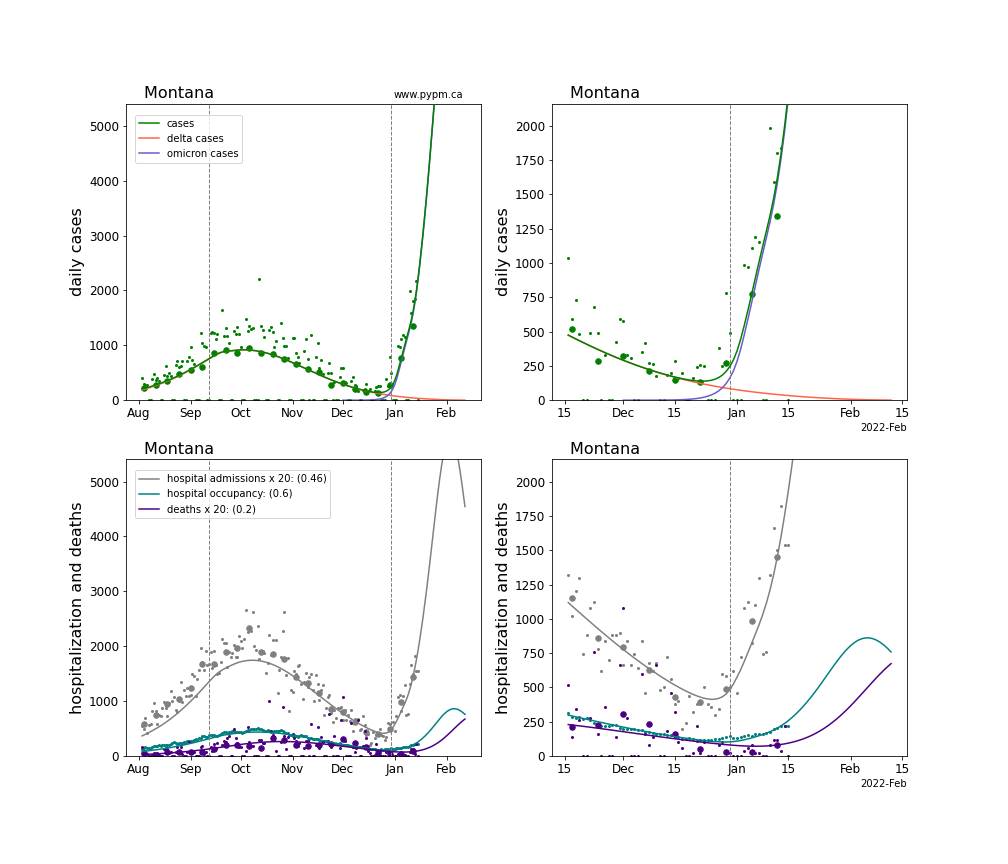 Montana
www.pypm.ca
5000
4000
3000
2000
1000
0
daily cases
cases
delta cases
omicron cases
Aug Sep Oct Nov Dec Jan Feb
Montana
2000
1750
1500
1250
1000
750
500
250
0
daily cases
15 Dec 15 Jan 15 Feb 15
2022-Feb
Montana
5000
4000
3000
2000
1000
0
hospitalization and deaths
hospital admissions x 20: (0.46)
hospital occupancy: (0.6)
deaths x 20: (0.2)
Aug Sep Oct Nov Dec Jan Feb
Montana
2000
1750
1500
1250
1000
750
500
250
0
hospitalization and deaths
15 Dec 15 Jan 15 Feb 15
2022-Feb